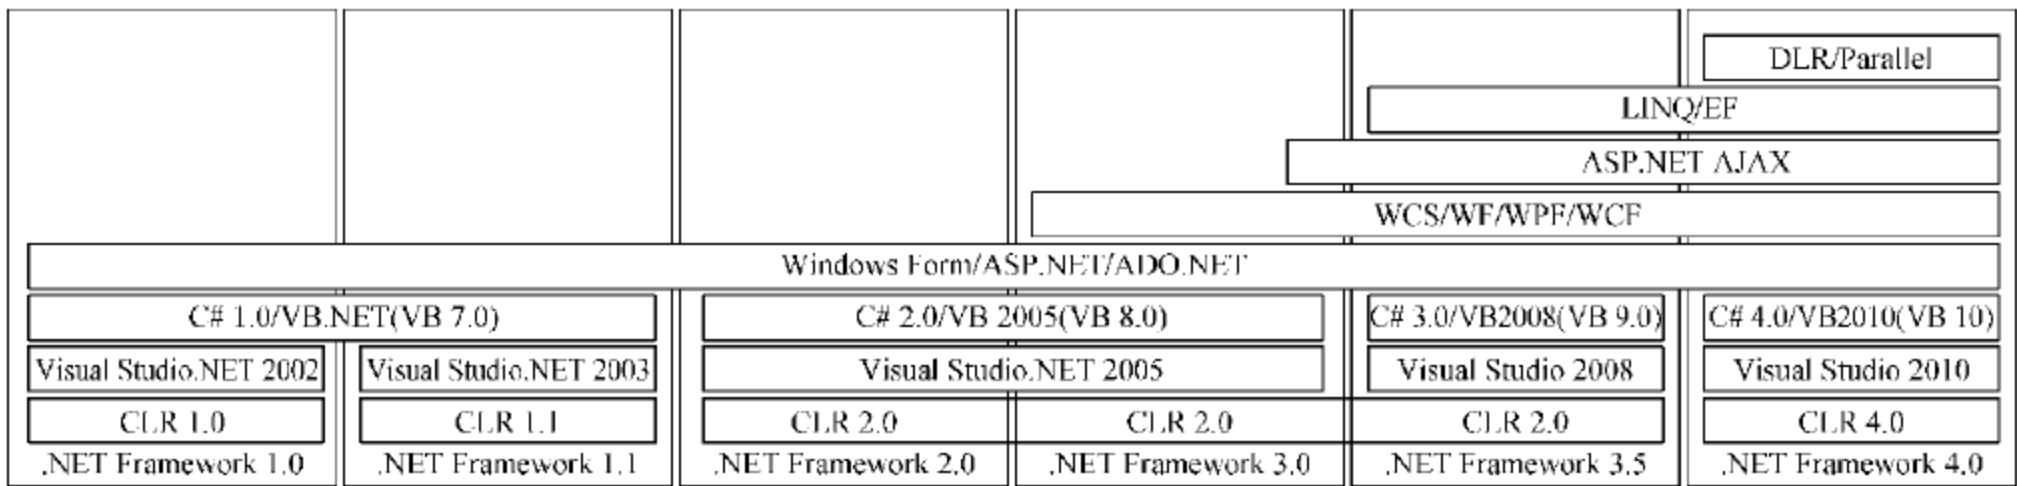 DLR/Parallel
LINQ/EF
ASP.NET AJAX
WCS/WF/WPF/WCF
Windows Form/ASP.NET/ADO.NET
C# 1.0/VB.NET(VB 7.0) C# 2.0/VB 2005(VB 8.0) C# 3.0/VB2008(VB 9.0) C# 4.0/VB2010(VB 10)
Visual Studio.NET 2002 Visual Studio.NET 2003 Visual Studio.NET 2005 Visual Studio 2008 Visual Studio 2010
CLR 1.0 CLR 1.1 CLR 2.0 CLR 2.0 CLR 2.0 CLR 4.0
.NET Framework 1.0 .NET Framework 1.1 .NET Framework 2.0 .NET Framework 3.0 .NET Framework 3.5 .NET Framework 4.0